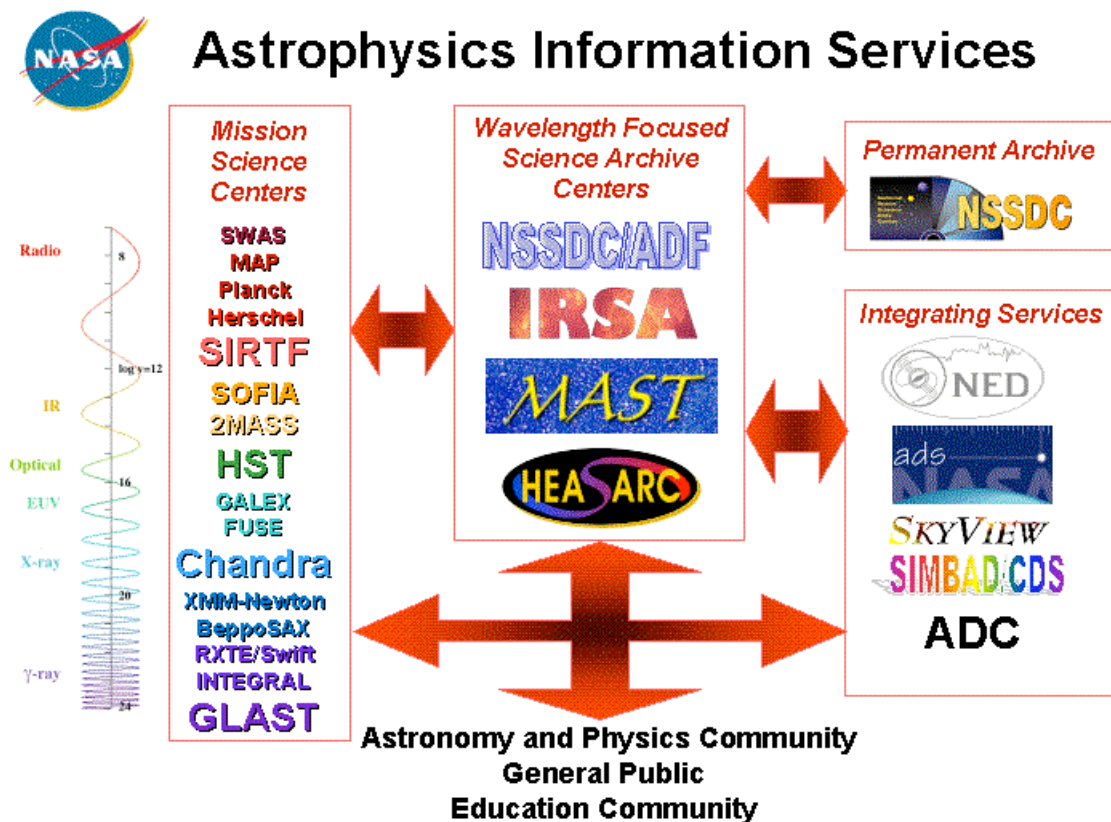 NASA
Astrophysics Information Services
Mission
Science
Centers
SWAS
MAP
Planck
Herschel
SIRTF
SOFIA
2MASS
HST
GALEX
FUSE
Chandra
XMM-Newton
BeppoSAX
RXTE/Swift
INTEGRAL
GLAST
Radio
IR
Optical
EUV
X-ray
γ-ray
8
log ν=12
16
20
24
Wavelength Focused
Science Archive
Centers
NSSDC/ADF
IRSA
MAST
HEASARC
Permanent Archive
NSSDC
Integrating Services
NED
ads
NASA
SKYVIEW
SIMBAD/CDS
ADC
Astronomy and Physics Community
General Public
Education Community